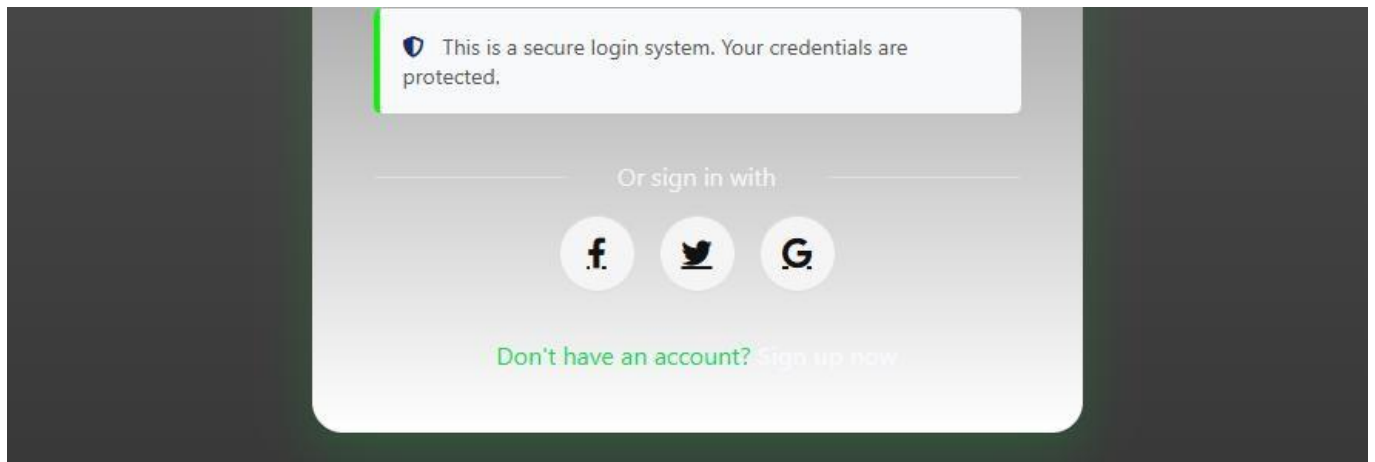 This is a secure login system. Your credentials are
protected.
Or sign in with
Don't have an account? Sign up now